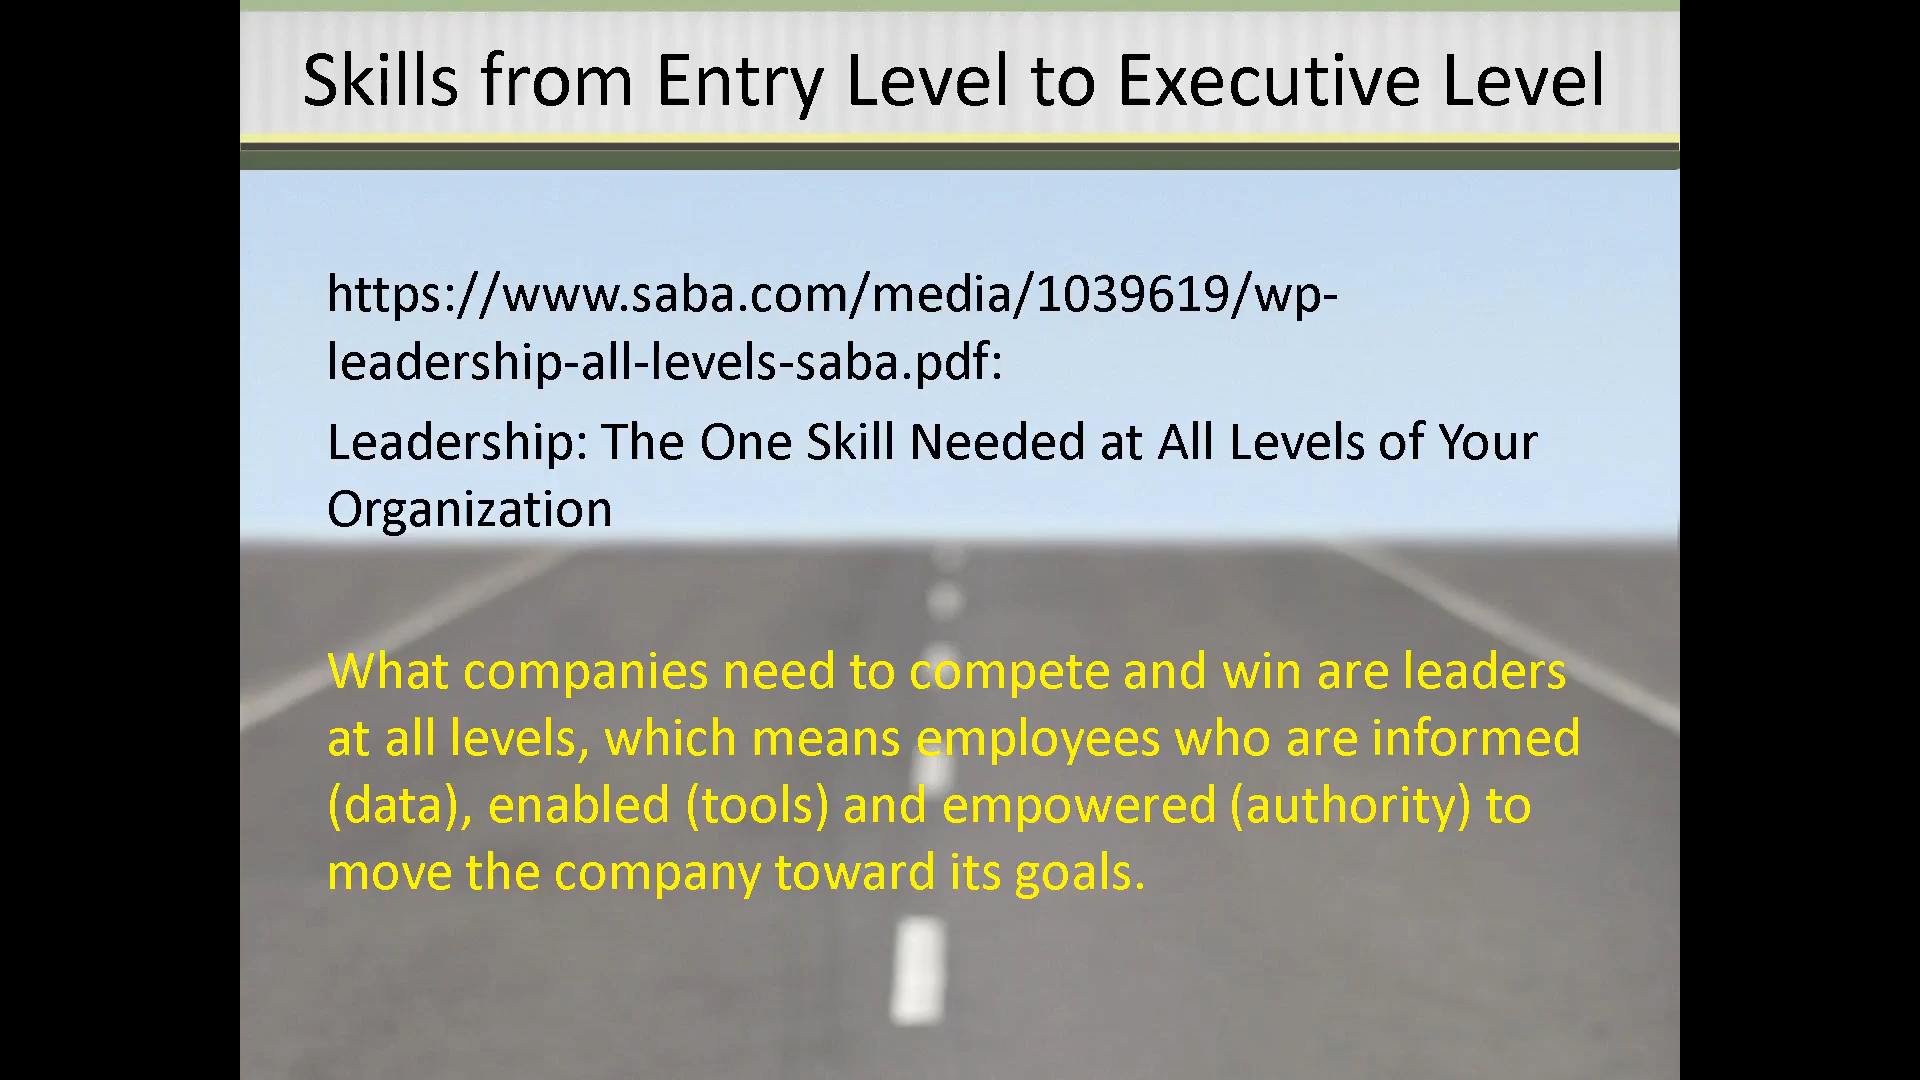 Skills from Entry Level to Executive Level
https://www.saba.com/media/1039619/wp-
leadership-all-levels-saba.pdf:
Leadership: The One Skill Needed at All Levels of Your
Organization
What companies need to compete and win are leaders
at all levels, which means employees who are informed
(data), enabled (tools) and empowered (authority) to
move the company toward its goals.